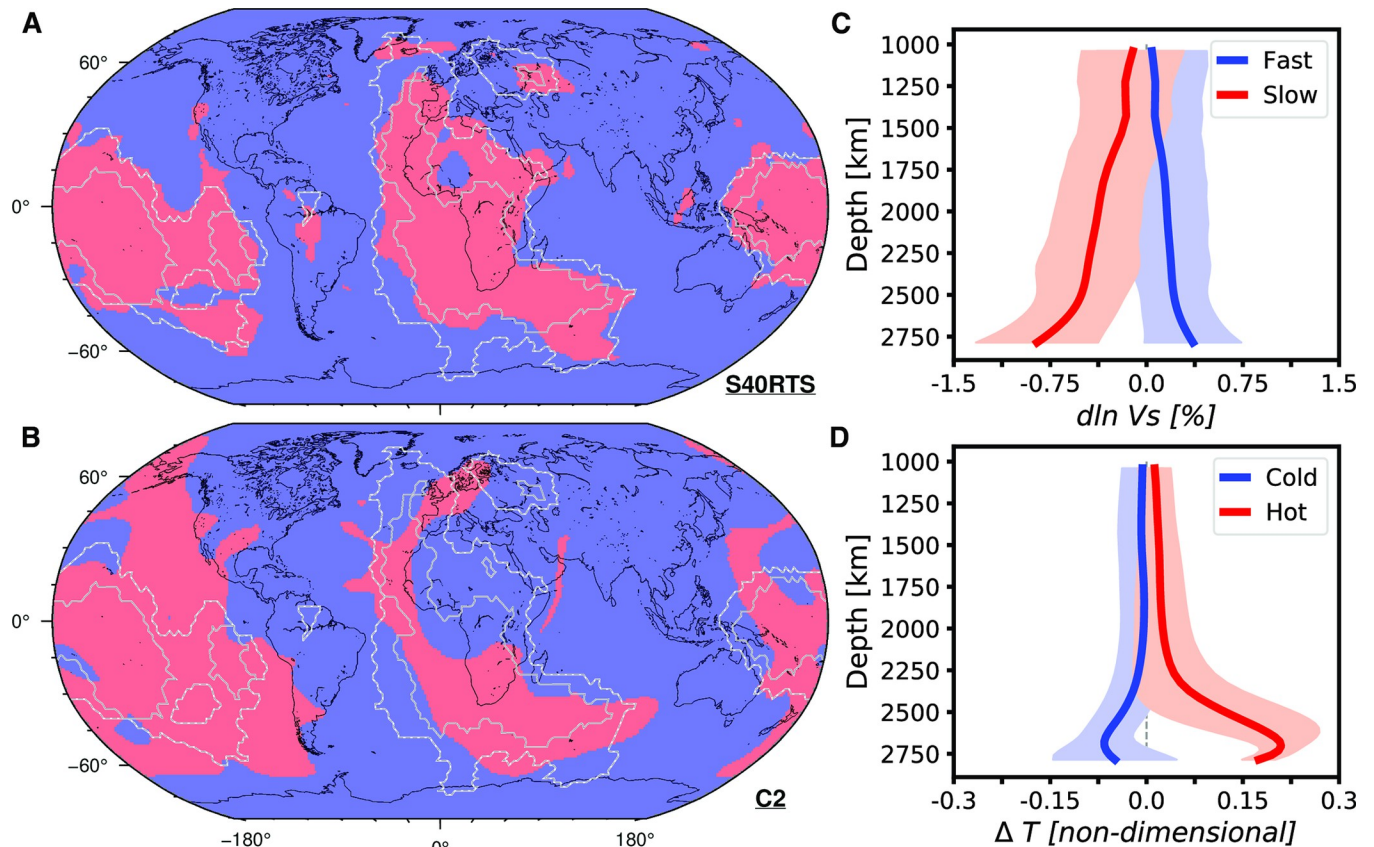 A
60°
0°
−60°
S40RTS
B
60°
0°
−60°
C2
−180°
0°
180°
C
Depth [km]
1000
1250
1500
1750
2000
2250
2500
2750
Fast
Slow
-1.5
-0.75
0.0
0.75
1.5
dln Vs [%]
D
Depth [km]
1000
1250
1500
1750
2000
2250
2500
2750
Cold
Hot
-0.3
-0.15
0.0
0.15
0.3
Δ T [non-dimensional]